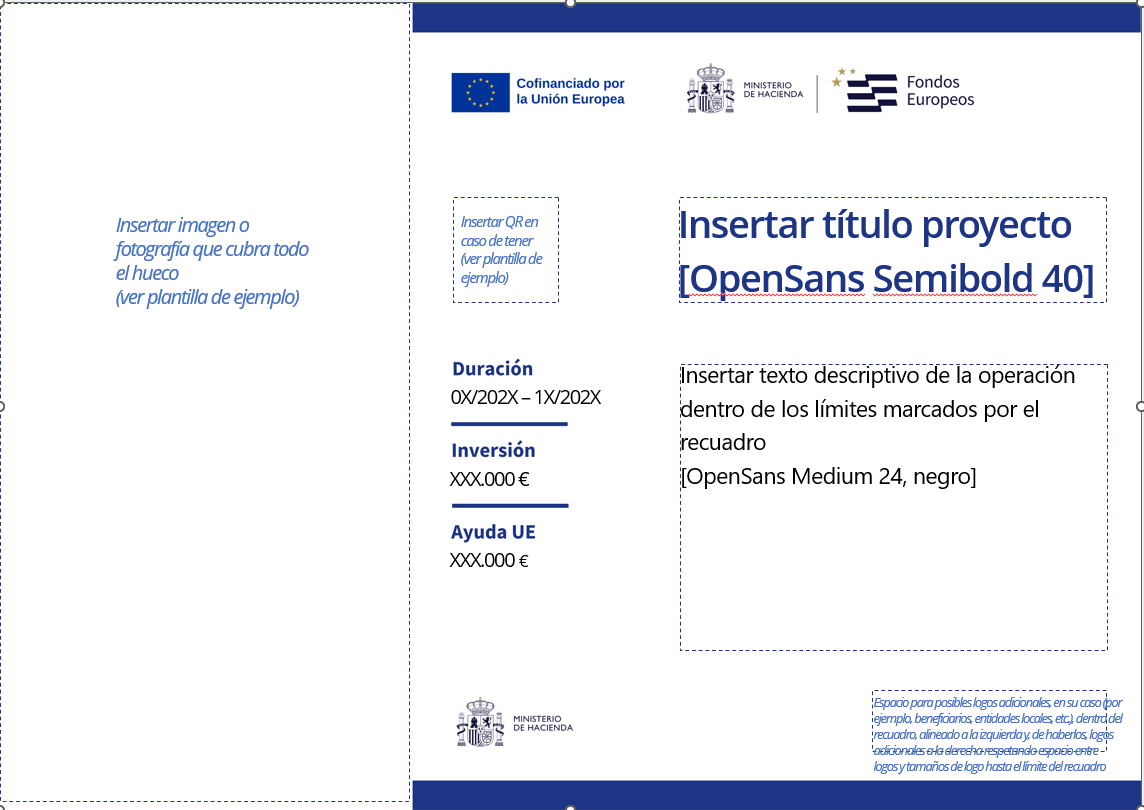 Cofinanciado por
la Unión Europea
MINISTERIO
DE HACIENDA
Fondos
Europeos
Insertar imagen o
fotografía que cubra todo
el hueco
(ver plantilla de ejemplo)
Insertar QR en
caso de tener
(ver plantilla de
ejemplo)
Insertar título proyecto
[OpenSans Semibold 40]
Duración
0X/202X – 1X/202X
Inversión
XXX.000 €
Ayuda UE
XXX.000 €
Insertar texto descriptivo de la operación
dentro de los límites marcados por el
recuadro
[OpenSans Medium 24, negro]
MINISTERIO
DE HACIENDA
Espacio para posibles logos adicionales, en su caso (por
ejemplo, beneficiarios, entidades locales, etc.), dentro del
recuadro, alineado a la izquierda y, de haberlos, logos
adicionales a la derecha respetando espacio entre
logos y tamaños de logo hasta el límite del recuadro